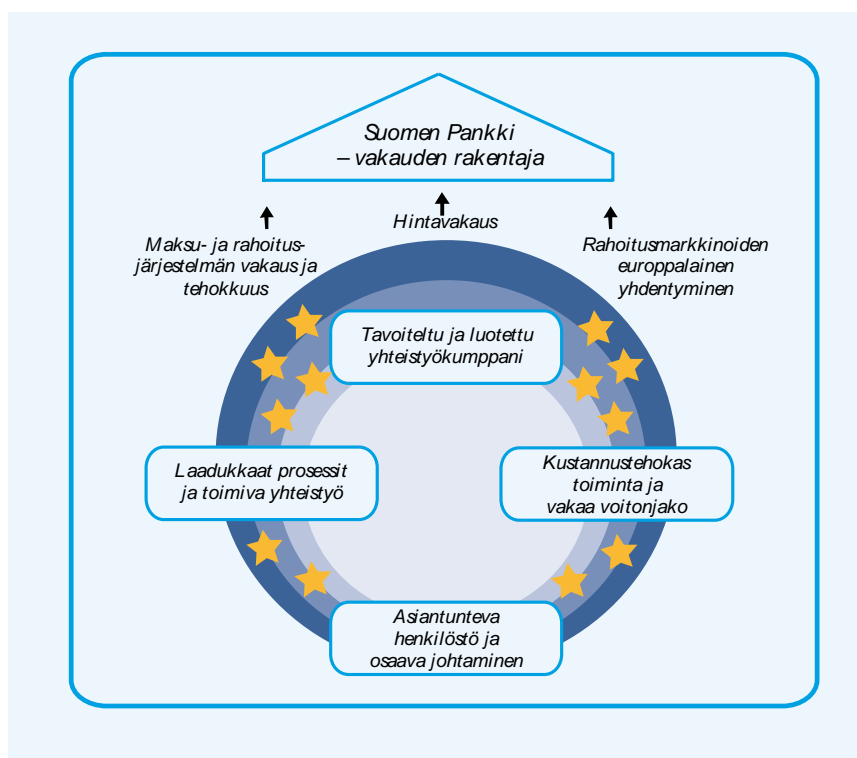 Suomen Pankki
– vakauden rakentaja
Hintavakaus
Maksu- ja rahoitus-
järjestelmän vakaus ja
tehokkuus
Rahoitusmarkkinoiden
europpalainen
yhdentyminen
Tavoiteltu ja luotettu
yhteistyökumppani
Laadukkaat prosessit
ja toimiva yhteistyö
Kustannustehokas
toiminta ja
vakaa voitonjako
Asiantunteva
henkilöstö ja
osaava johtaminen